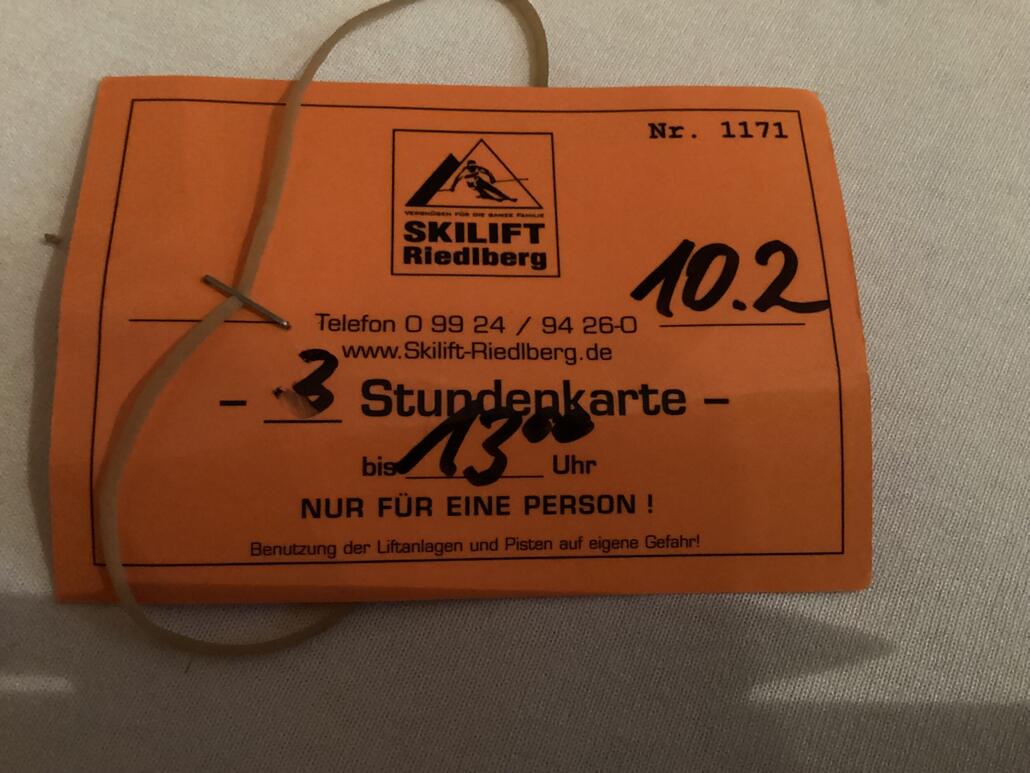 Nr. 1171
VERGNÜGEN FÜR DIE GANZE FAMILIE
SKILIFT
Riedlberg
10.2
Telefon 0 99 24 / 94 26-0
www.Skilift-Riedlberg.de
- 3 Stundenkarte -
bis 13°° Uhr
NUR FÜR EINE PERSON !
Benutzung der Liftanlagen und Pisten auf eigene Gefahr!